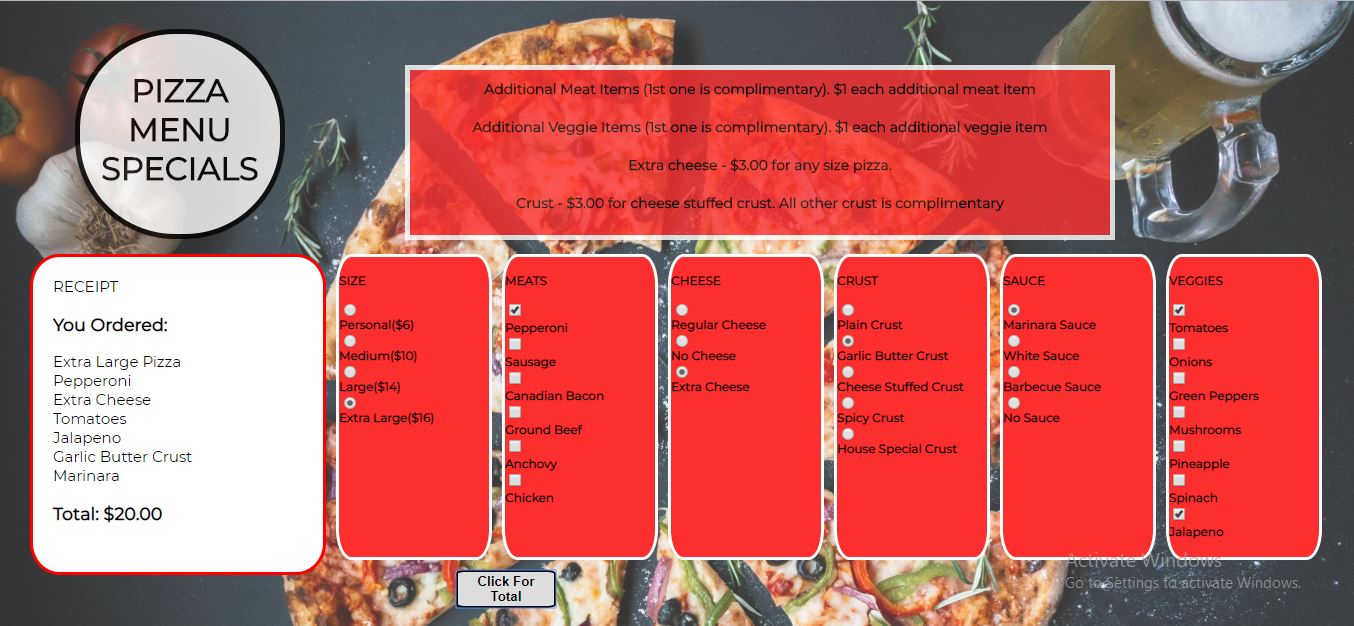 PIZZA
MENU
SPECIALS
Additional Meat Items (1st one is complimentary). $1 each additional meat item
Additional Veggie Items (1st one is complimentary). $1 each additional veggie item
Extra cheese - $3.00 for any size pizza.
Crust - $3.00 for cheese stuffed crust. All other crust is complimentary
RECEIPT
You Ordered:
Extra Large Pizza
Pepperoni
Extra Cheese
Tomatoes
Jalapeno
Garlic Butter Crust
Marinara
Total: $20.00
SIZE
Personal($6)
Medium($10)
Large($14)
Extra Large($16)
MEATS
Pepperoni
Sausage
Canadian Bacon
Ground Beef
Anchovy
Chicken
CHEESE
Regular Cheese
No Cheese
Extra Cheese
CRUST
Plain Crust
Garlic Butter Crust
Cheese Stuffed Crust
Spicy Crust
House Special Crust
SAUCE
Marinara Sauce
White Sauce
Barbecue Sauce
No Sauce
VEGGIES
Tomatoes
Onions
Green Peppers
Mushrooms
Pineapple
Spinach
Jalapeno
Click For
Total
Activate Windows
Go to Settings to activate Windows.